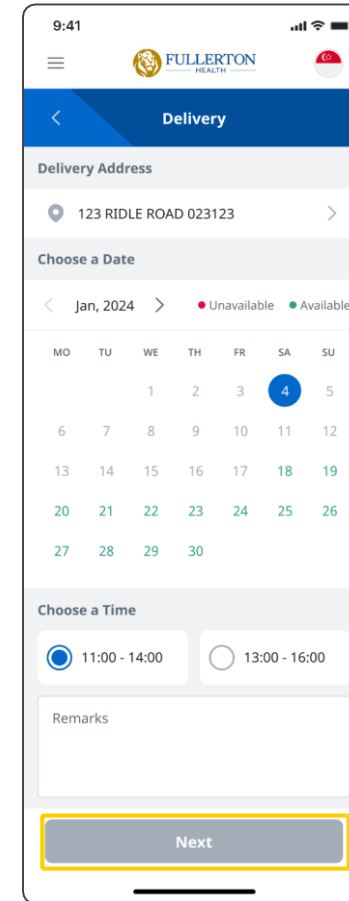 9:41
FULLERTON
HEALTH
Delivery
Delivery Address
123 RIDLE ROAD 023123
Choose a Date
Jan, 2024 Unavailable Available
MO TU WE TH FR SA SU
1 2 3 4 5
6 7 8 9 10 11 12
13 14 15 16 17 18 19
20 21 22 23 24 25 26
27 28 29 30
Choose a Time
11:00 - 14:00 13:00 - 16:00
Remarks
Next